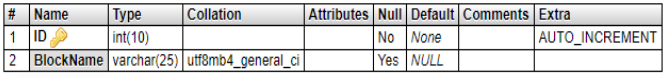 # Name Type Collation Attributes Null Default Comments Extra
1 ID int(10) No None AUTO_INCREMENT
2 BlockName varchar(25) utf8mb4_general_ci Yes NULL